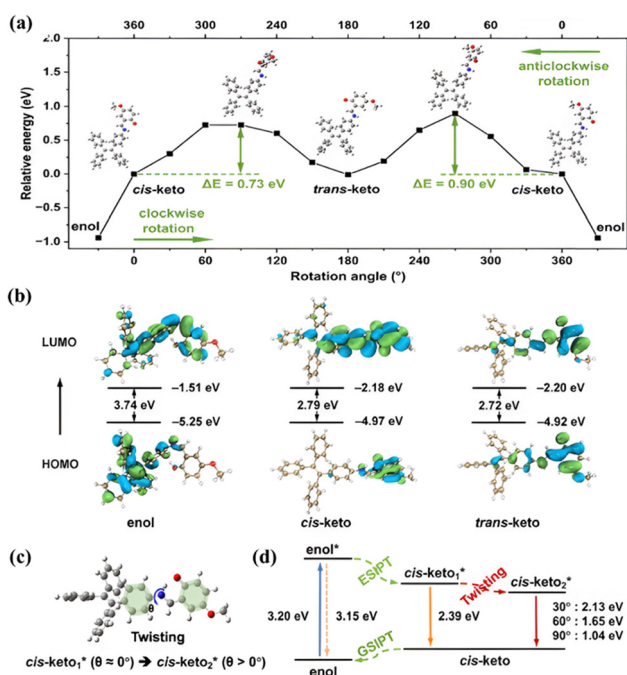 (a)
360 300 240 180 120 60 0
2.0
1.5
1.0
0.5
0.0
−0.5
−1.0
Relative energy (eV)
anticlockwise
rotation
cis-keto
ΔE = 0.73 eV
trans-keto
ΔE = 0.90 eV
cis-keto
enol
clockwise
rotation
enol
0 60 120 180 240 300 360
Rotation angle (°)
(b)
LUMO
−1.51 eV
−2.18 eV
−2.20 eV
3.74 eV
2.79 eV
2.72 eV
−5.25 eV
−4.97 eV
−4.92 eV
HOMO
enol
cis-keto
trans-keto
(c)
θ
Twisting
cis-keto₁* (θ ≈ 0°) ➔ cis-keto₂* (θ > 0°)
(d)
enol*
ESIPT
cis-keto₁*
Twisting
cis-keto₂*
3.20 eV
3.15 eV
2.39 eV
30° : 2.13 eV
60° : 1.65 eV
90° : 1.04 eV
GSIPT
cis-keto
enol